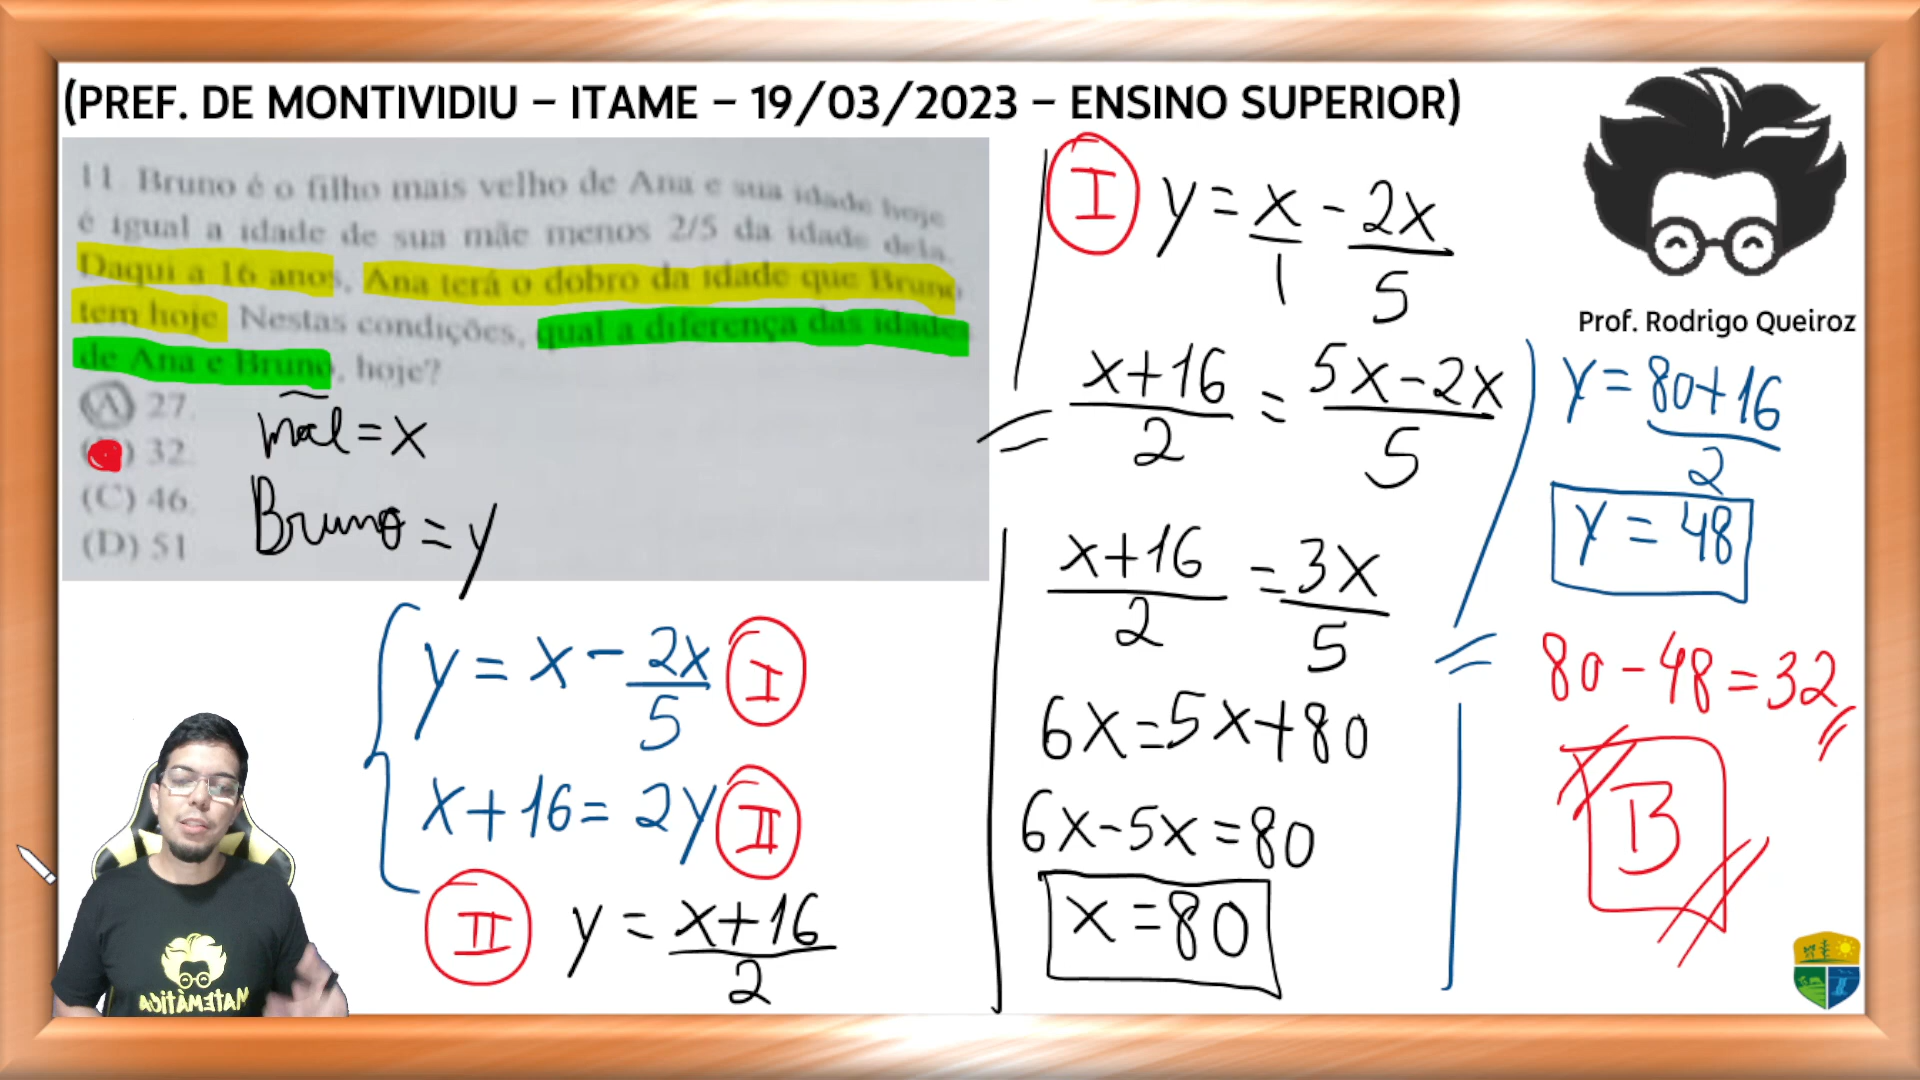 (PREF. DE MONTIVIDIU – ITAME – 19/03/2023 – ENSINO SUPERIOR)
11. Bruno é o filho mais velho de Ana e sua idade hoje
é igual a idade de sua mãe menos 2/5 da idade dela.
Daqui a 16 anos, Ana terá o dobro da idade que Bruno
tem hoje. Nestas condições, qual a diferença das idades
de Ana e Bruno, hoje?
(A) 27.
) 32.
(C) 46.
(D) 51
= x
Bruno = y
y = x - 2x/5 I
x+16 = 2y II
II y = x+16/2
I y = x/1 - 2x/5
x+16/2 = 5x-2x/5
x+16/2 = 3x/5
6x=5x+80
6x-5x=80
x=80
y = 80+16/2
y = 48
80-48=32
B
Prof. Rodrigo Queiroz
MATEMÁTICA